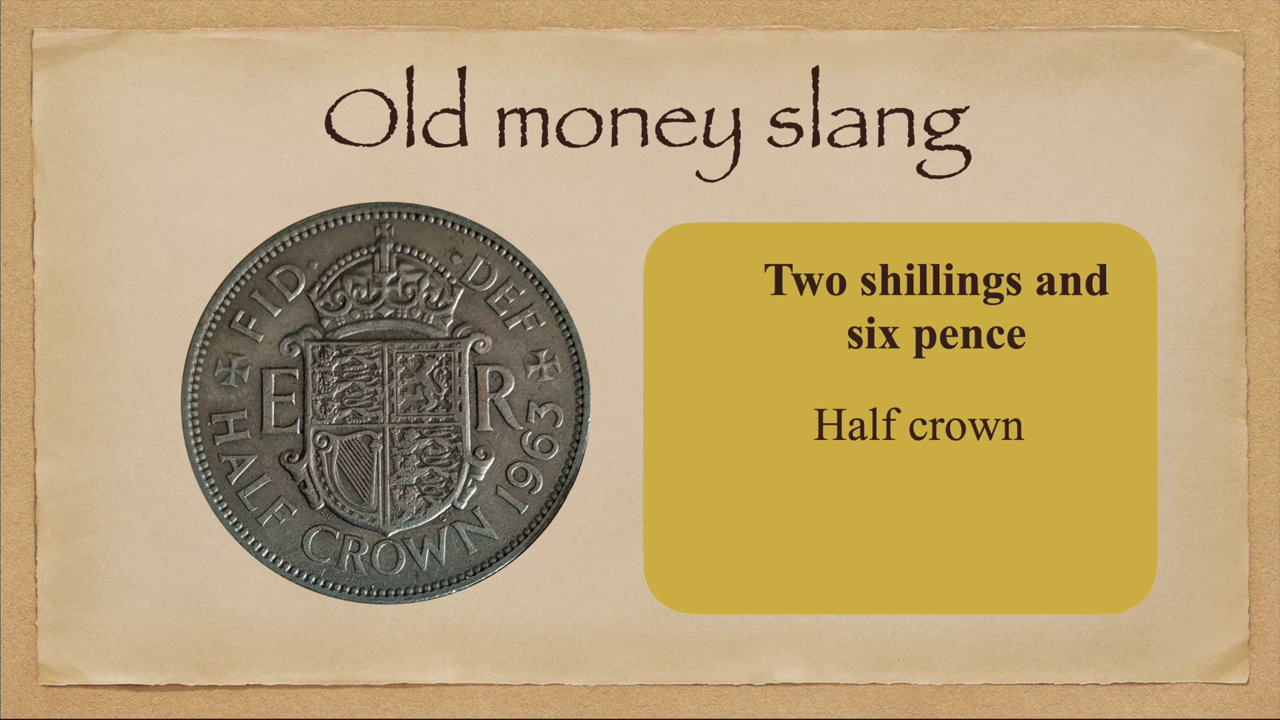 Old money slang
FID. DEF
E R
HALF CROWN 1963
Two shillings and
six pence
Half crown